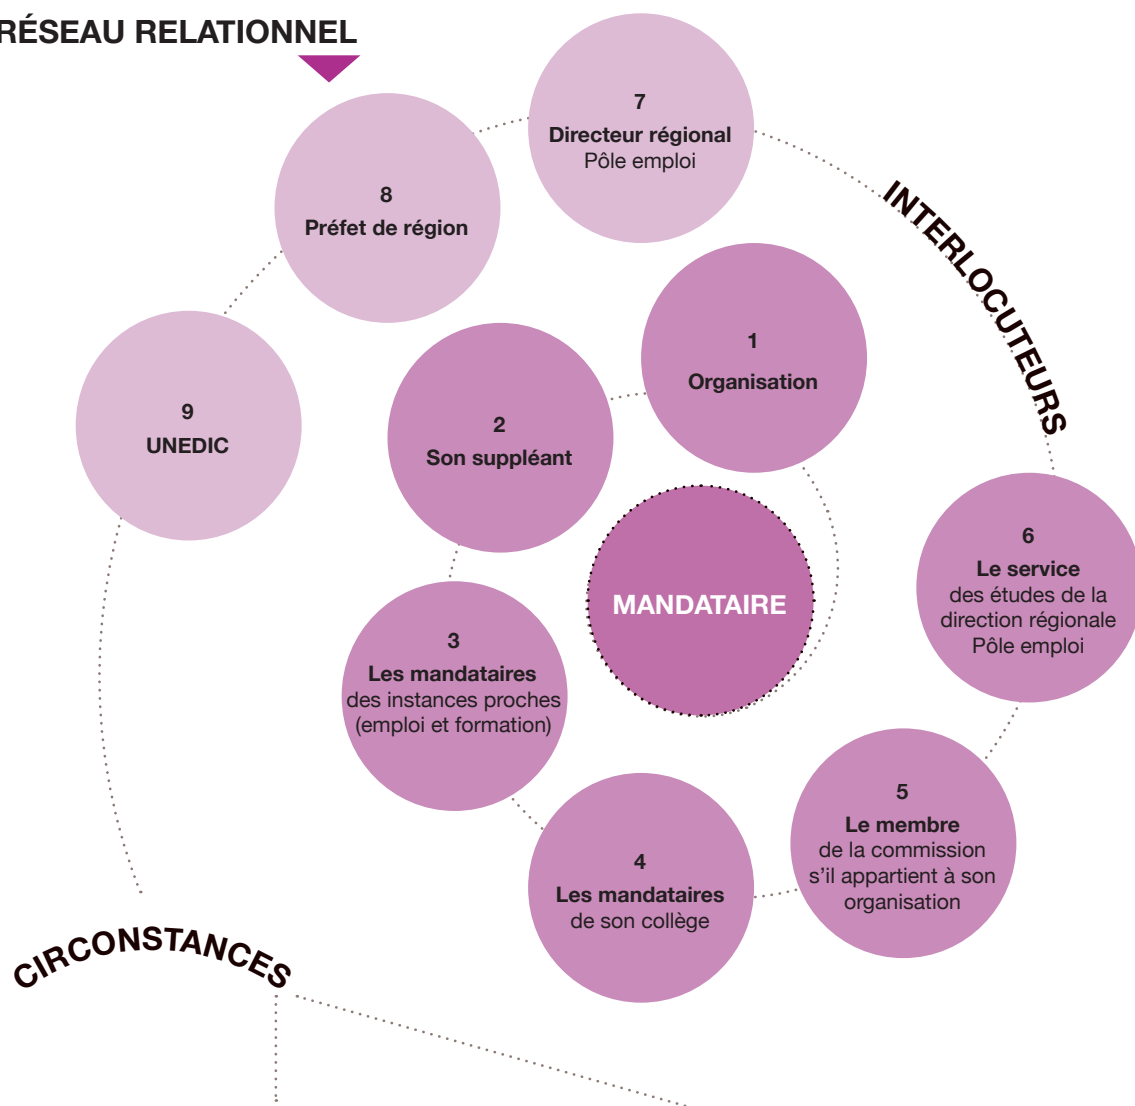 RÉSEAU RELATIONNEL
7
Directeur régional
Pôle emploi
8
Préfet de région
INTERLOCUTEURS
1
Organisation
9
UNEDIC
2
Son suppléant
6
Le service
des études de la
direction régionale
Pôle emploi
MANDATAIRE
3
Les mandataires
des instances proches
(emploi et formation)
5
Le membre
de la commission
s’il appartient à son
organisation
4
Les mandataires
de son collège
CIRCONSTANCES